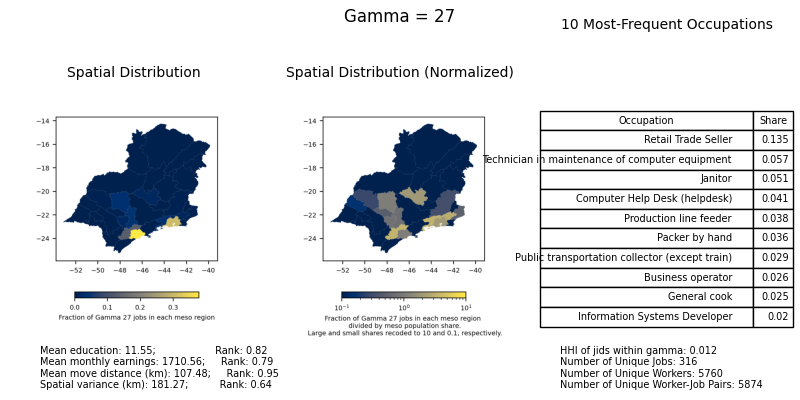 Gamma = 27
Spatial Distribution
−14
−16
−18
−20
−22
−24
−52 −50 −48 −46 −44 −42 −40
0.0 0.1 0.2 0.3
Fraction of Gamma 27 jobs in each meso region
Spatial Distribution (Normalized)
−14
−16
−18
−20
−22
−24
−52 −50 −48 −46 −44 −42 −40
10⁻¹ 10⁰ 10¹
Fraction of Gamma 27 jobs in each meso region
divided by meso population share.
Large and small shares recoded to 10 and 0.1, respectively.
10 Most-Frequent Occupations
Occupation Share
Retail Trade Seller 0.135
Technician in maintenance of computer equipment 0.057
Janitor 0.051
Computer Help Desk (helpdesk) 0.041
Production line feeder 0.038
Packer by hand 0.036
Public transportation collector (except train) 0.029
Business operator 0.026
General cook 0.025
Information Systems Developer 0.02
Mean education: 11.55; Rank: 0.82
Mean monthly earnings: 1710.56; Rank: 0.79
Mean move distance (km): 107.48; Rank: 0.95
Spatial variance (km): 181.27; Rank: 0.64
HHI of jids within gamma: 0.012
Number of Unique Jobs: 316
Number of Unique Workers: 5760
Number of Unique Worker-Job Pairs: 5874